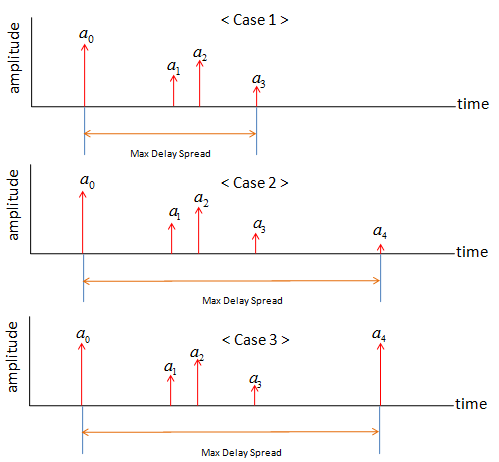 < Case 1 >
amplitude
a0
a1
a2
a3
time
Max Delay Spread
< Case 2 >
amplitude
a0
a1
a2
a3
a4
time
Max Delay Spread
< Case 3 >
amplitude
a0
a1
a2
a3
a4
time
Max Delay Spread